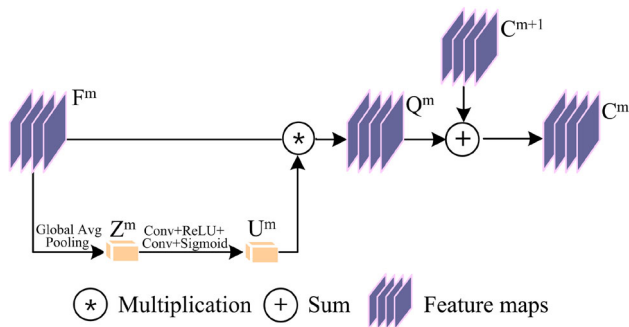 C^{m+1}
F^m
Q^m
C^m
*
+
Global Avg
Pooling
Z^m
Conv+ReLU+
Conv+Sigmoid
U^m
* Multiplication + Sum Feature maps